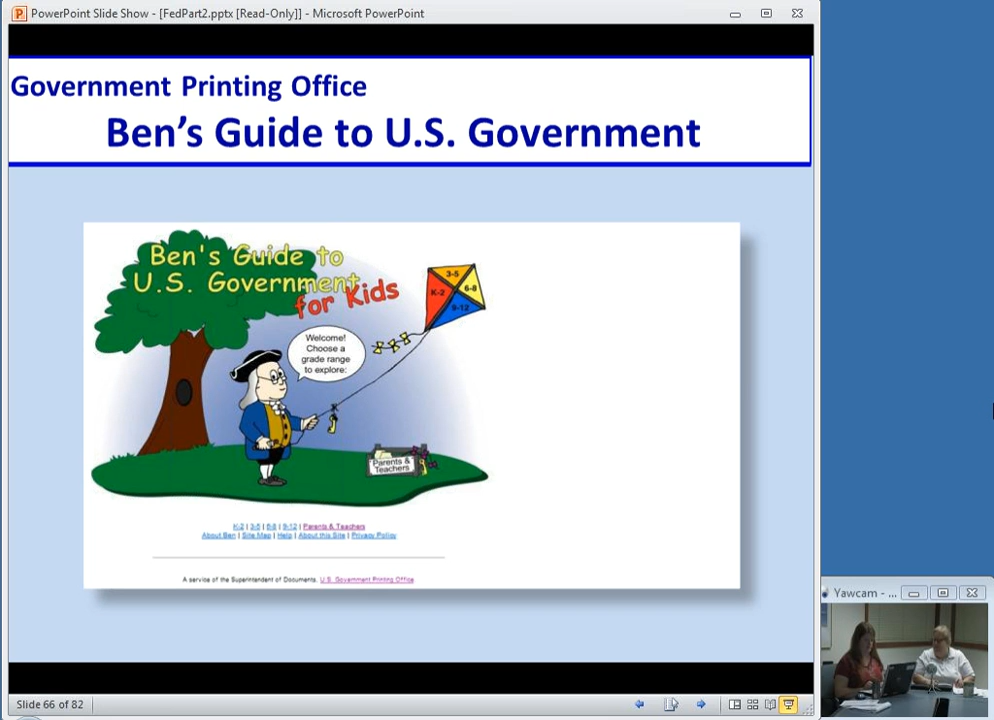 PowerPoint Slide Show - [FedPart2.pptx [Read-Only]] - Microsoft PowerPoint
Government Printing Office
Ben's Guide to U.S. Government
Ben's Guide to
U.S. Government
for Kids
3-5
K-2
6-8
9-12
Welcome!
Choose a
grade range
to explore:
Parents &
Teachers
K-2 | 3-5 | 6-8 | 9-12 | Parents & Teachers
About Ben | Site Map | Help | About this Site | Privacy Policy
A service of the Superintendent of Documents, U.S. Government Printing Office.
Yawcam - ...
Slide 66 of 82